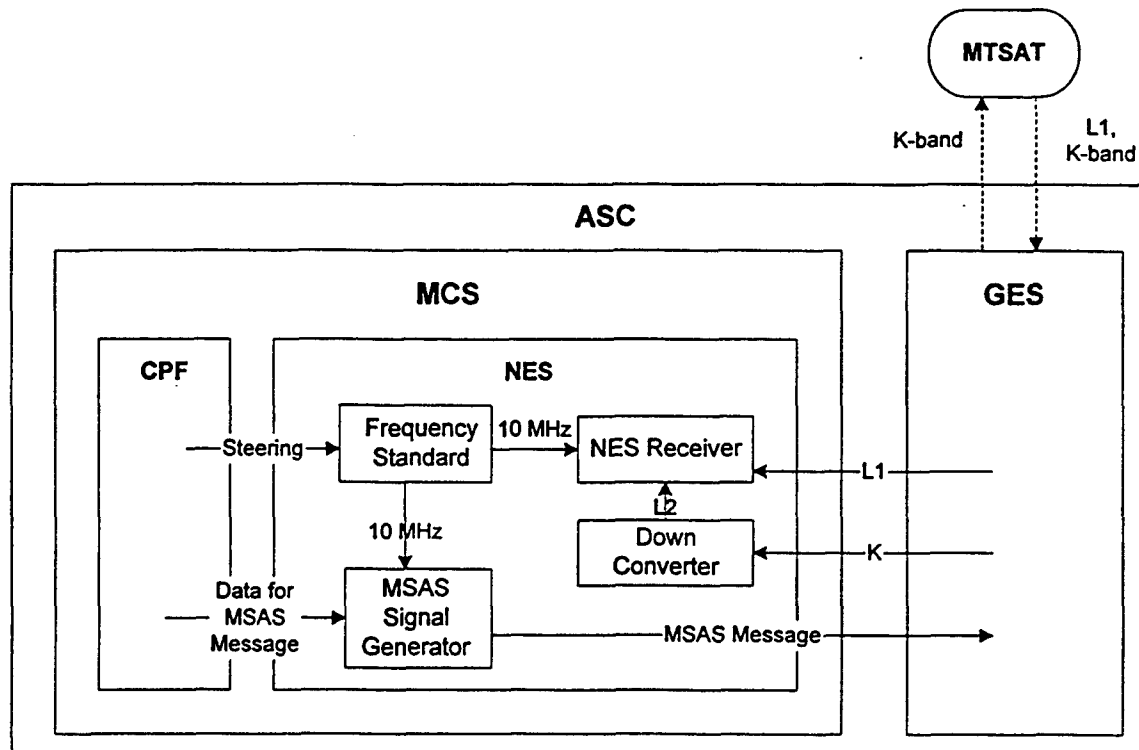 MTSAT
K-band
L1,
K-band
ASC
MCS
GES
CPF
NES
Steering
Frequency
Standard
10 MHz
NES Receiver
L1
L2
10 MHz
Down
Converter
K
Data for
MSAS
Message
MSAS
Signal
Generator
MSAS Message